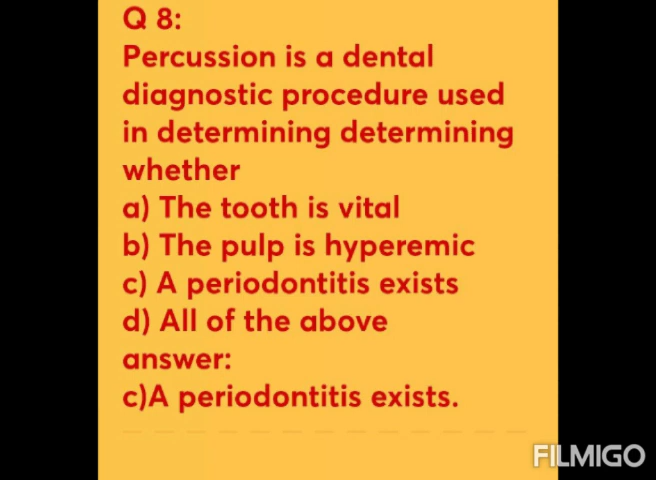 Q 8:
Percussion is a dental
diagnostic procedure used
in determining determining
whether
a) The tooth is vital
b) The pulp is hyperemic
c) A periodontitis exists
d) All of the above
answer:
c)A periodontitis exists.
FILMIGO